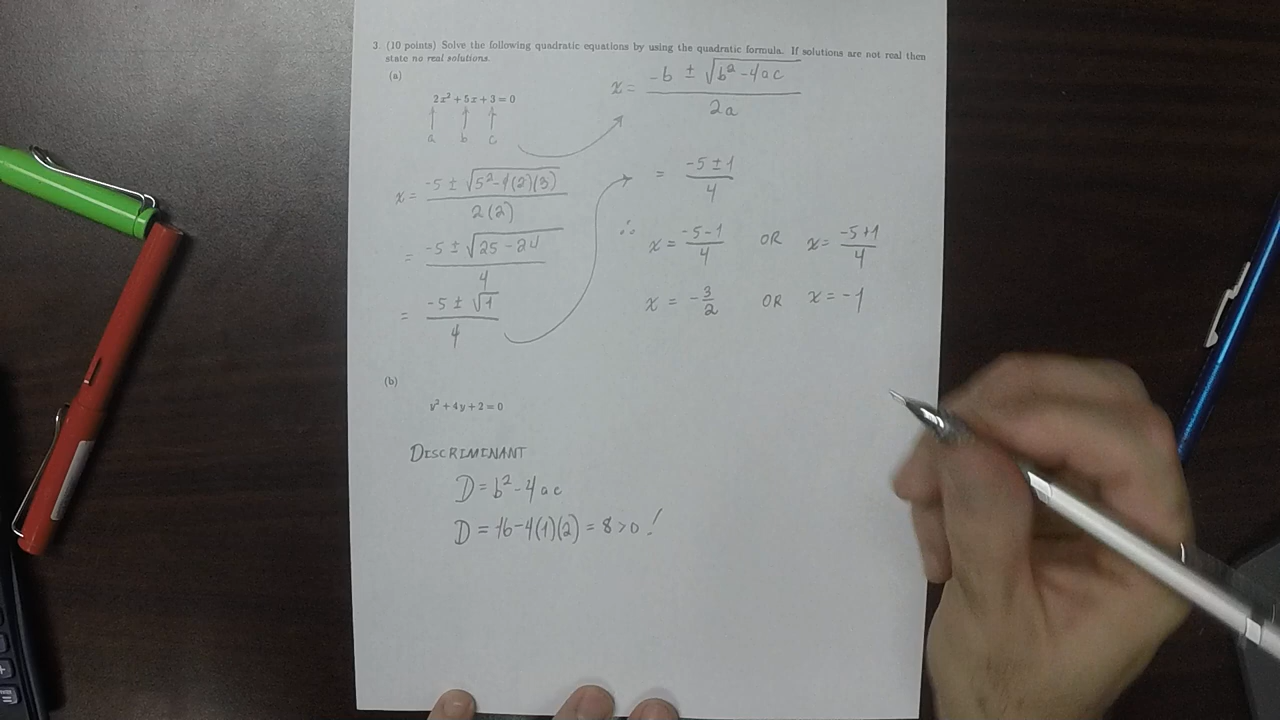 3. (10 points) Solve the following quadratic equations by using the quadratic formula. If solutions are not real then
state no real solutions.
(a)
2x² + 5x + 3 = 0
a b c
x = (-b ± √(b² - 4ac)) / (2a)
x = (-5 ± √(5² - 4(2)(3))) / (2(2))
= (-5 ± √(25 - 24)) / 4
= (-5 ± √1) / 4
= (-5 ± 1) / 4
∴ x = (-5-1)/4 OR x = (-5+1)/4
x = -3/2 OR x = -1
(b)
y² + 4y + 2 = 0
DISCRIMINANT
D = b² - 4ac
D = 16 - 4(1)(2) = 8 > 0 !